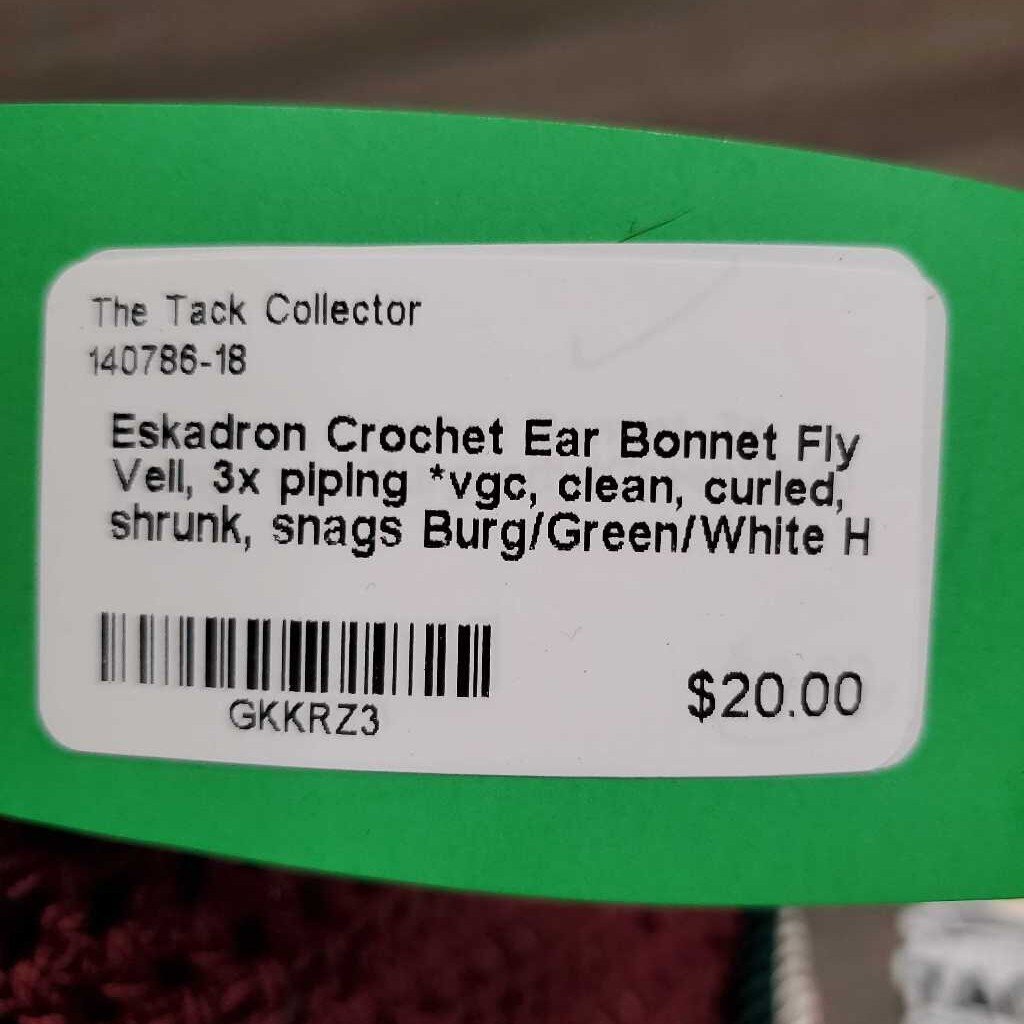 The Tack Collector
140786-18
Eskadron Crochet Ear Bonnet Fly
Veil, 3x piping *vgc, clean, curled,
shrunk, snags Burg/Green/White H
GKKRZ3
$20.00